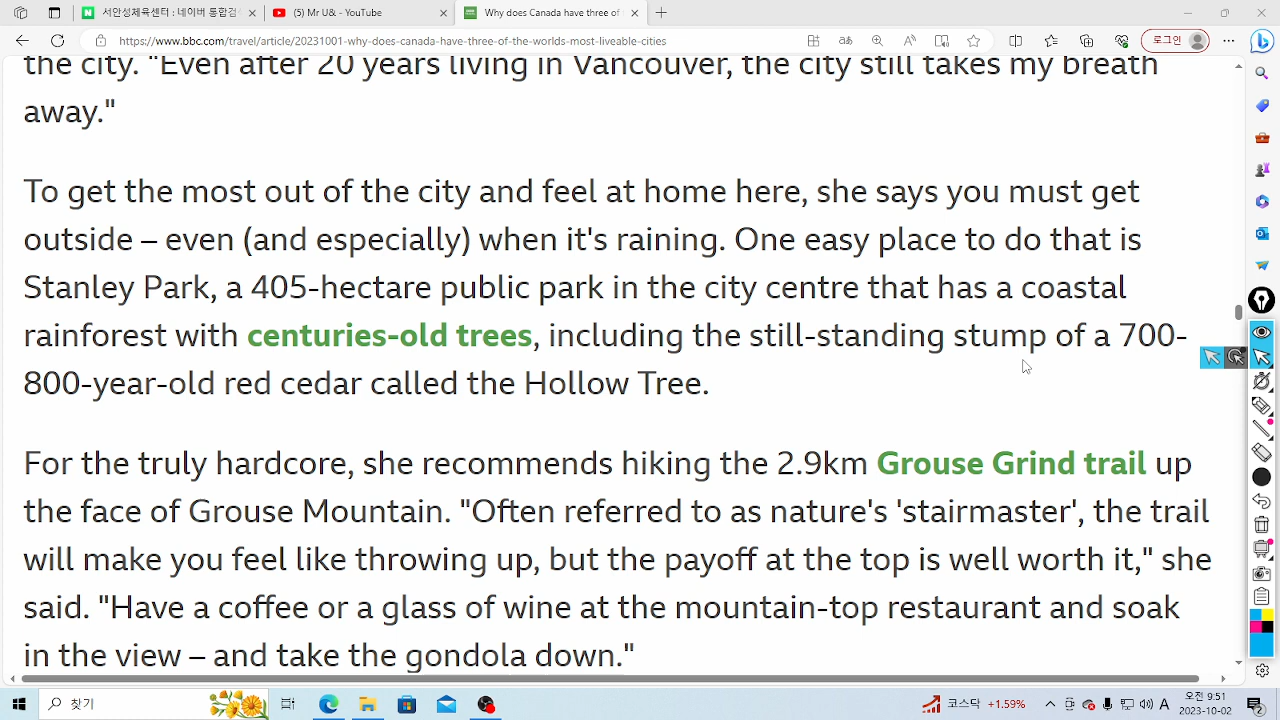 서안성체육센터 : 네이버 통합검색
(5) Mr U& - YouTube
Why does Canada have three of
https://www.bbc.com/travel/article/20231001-why-does-canada-have-three-of-the-worlds-most-liveable-cities
로그인
the city. "Even after 20 years living in Vancouver, the city still takes my breath
away."
To get the most out of the city and feel at home here, she says you must get
outside – even (and especially) when it's raining. One easy place to do that is
Stanley Park, a 405-hectare public park in the city centre that has a coastal
rainforest with centuries-old trees, including the still-standing stump of a 700-
800-year-old red cedar called the Hollow Tree.
For the truly hardcore, she recommends hiking the 2.9km Grouse Grind trail up
the face of Grouse Mountain. "Often referred to as nature's 'stairmaster', the trail
will make you feel like throwing up, but the payoff at the top is well worth it," she
said. "Have a coffee or a glass of wine at the mountain-top restaurant and soak
in the view – and take the gondola down."
찾기
코스닥 +1.59%
A
오전 9:51
2023-10-02
2